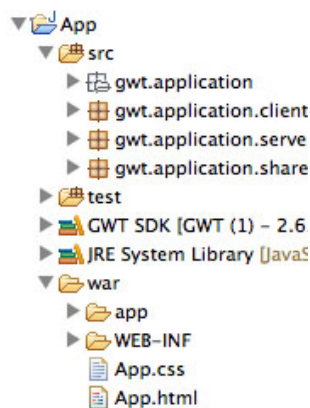 App
src
gwt.application
gwt.application.client
gwt.application.serve
gwt.application.share
test
GWT SDK [GWT (1) - 2.6
JRE System Library [JavaS
war
app
WEB-INF
App.css
App.html